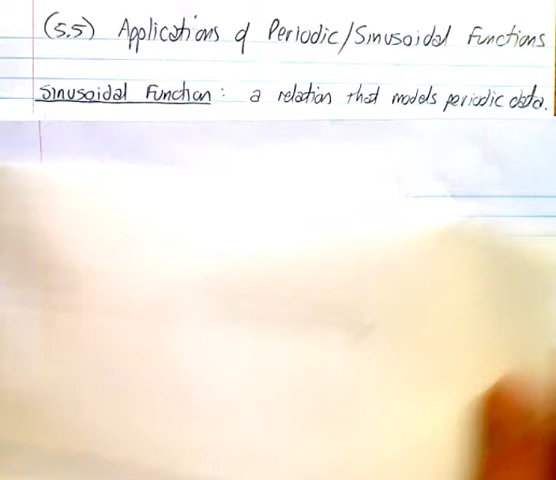 (5.5) Applications of Periodic/Sinusoidal Functions
Sinusoidal Function: a relation that models periodic data.